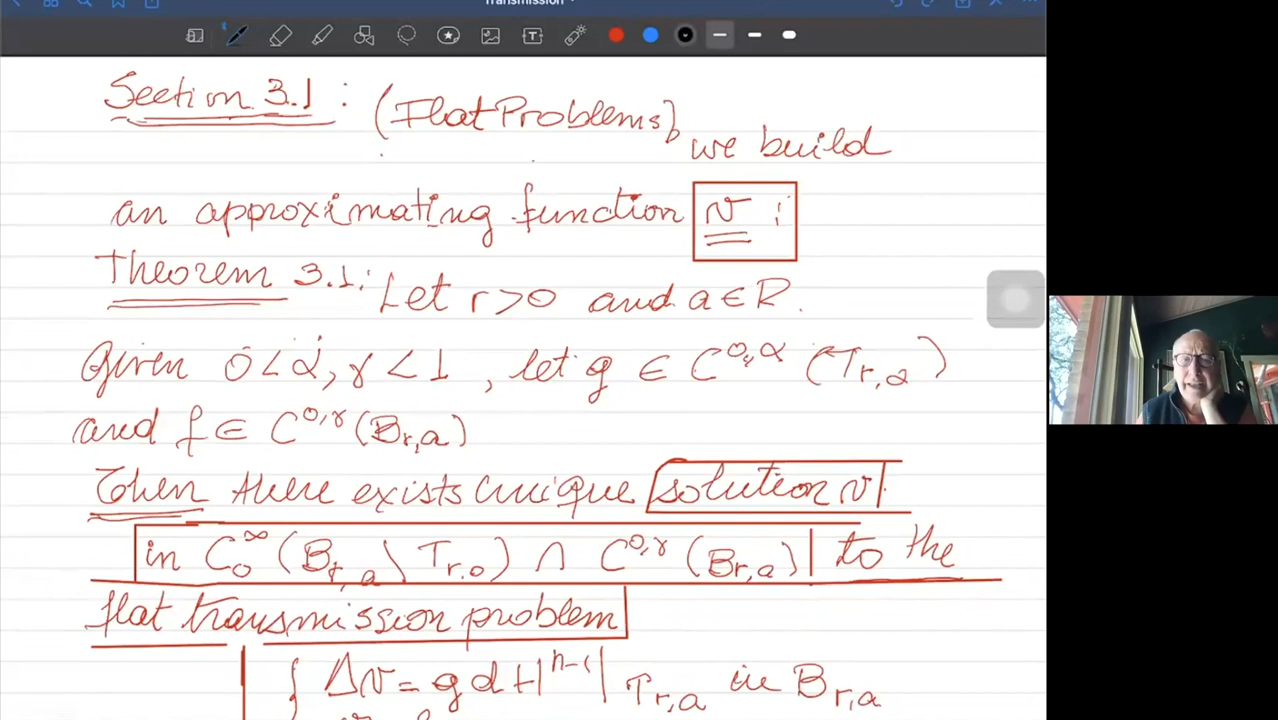 Transmission
Section 3.1 : (Flat Problems), we build
an approximating function v :
Theorem 3.1: Let r > 0 and a ∈ R.
Given 0 < α, γ < 1, let g ∈ C^{0,α} (T_{r,a})
and f ∈ C^{0,γ} (B_{r,a})
Then there exists unique solution v
in C_0^∞ (B_{r,a} \ T_{r,a}) ∩ C^{0,γ} (B_{r,a}) to the
flat transmission problem
{ Δv = g dH^{n-1}| T_{r,a} in B_{r,a}